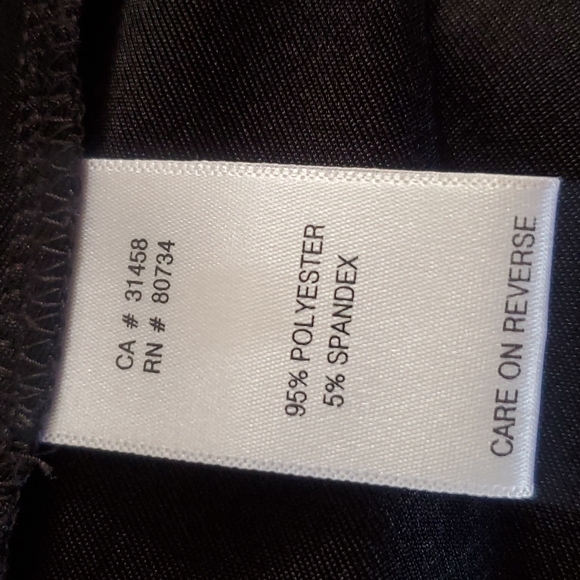 CA # 31458
RN # 80734
95% POLYESTER
5% SPANDEX
CARE ON REVERSE